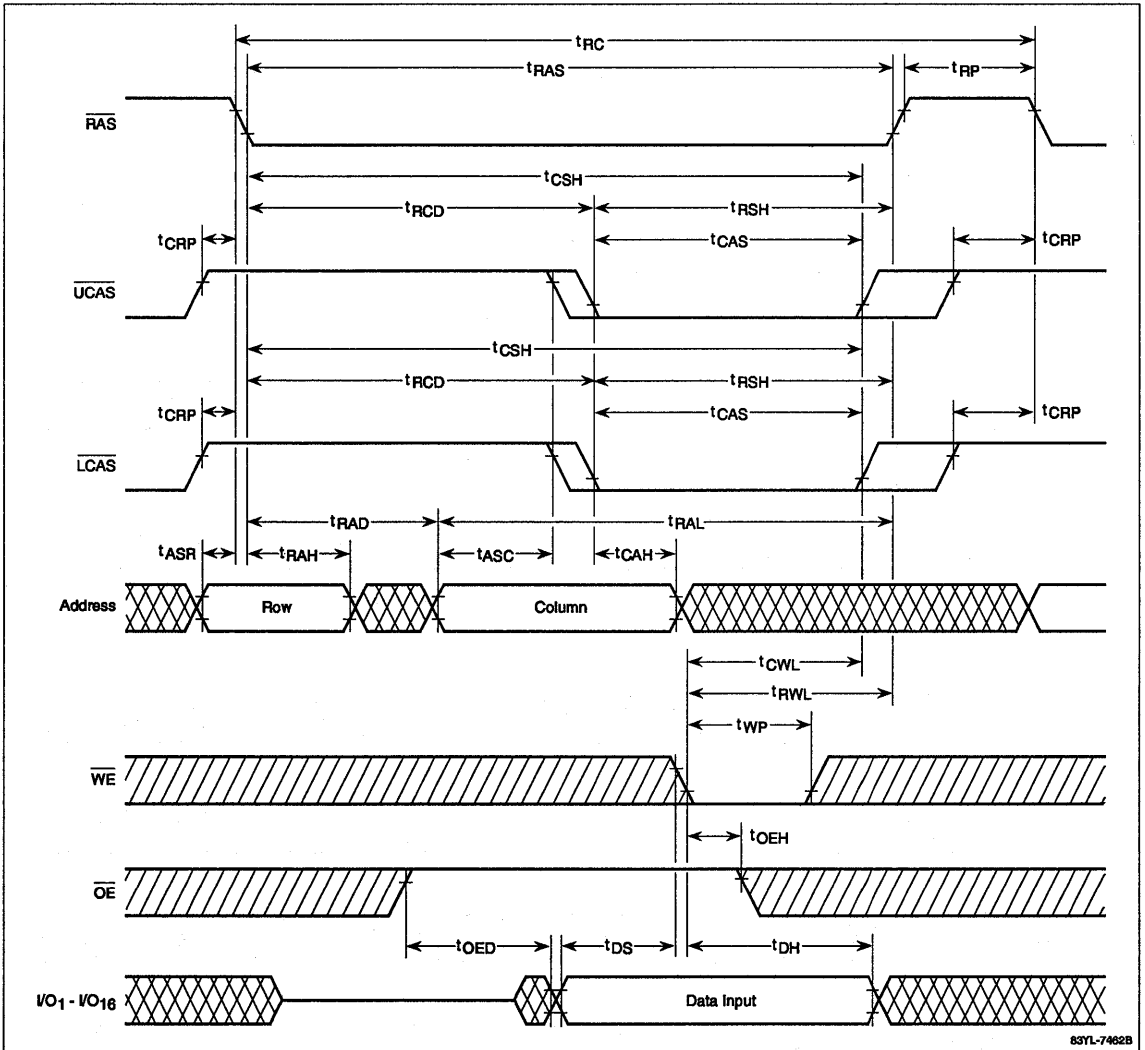 tRC
tRAS tRP
RAS
tCSH
tRCD tRSH
tCRP tCAS tCRP
UCAS
tCSH
tRCD tRSH
tCRP tCAS tCRP
LCAS
tRAD tRAL
tASR tRAH tASC tCAH
Address Row Column
tCWL
tRWL
tWP
WE
tOEH
OE
tOED tDS tDH
I/O1 - I/O16 Data Input
83YL-7462B